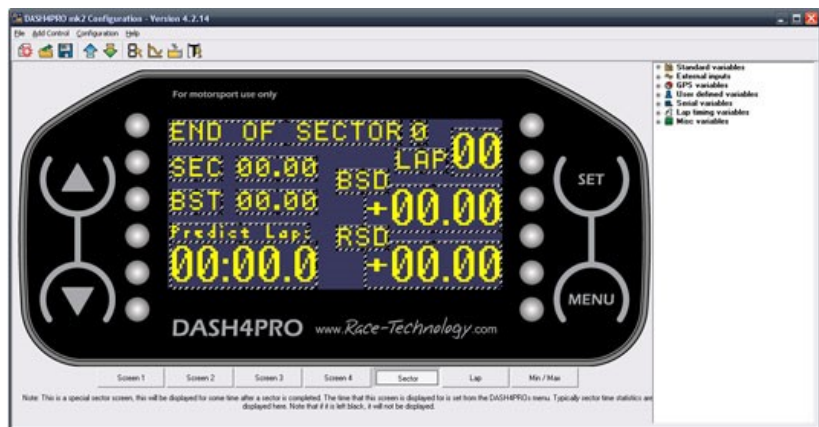 DASH4PRO mk2 Configuration - Version 4.2.14
File Add Control Configuration Help
Standard variables
External inputs
GPS variables
User defined variables
Serial variables
Lap timing variables
Misc variables
For motorsport use only
END OF SECTOR 0
LAP 00
SEC 00.00
BSD
+00.00
BST 00.00
Predict Lap:
RSD
00:00.0
+00.00
SET
MENU
DASH4PRO www.Race-Technology.com
Screen 1 Screen 2 Screen 3 Screen 4 Sector Lap Min / Max
Note: This is a special sector screen, this will be displayed for some time after a sector is completed. The time that this screen is displayed for is set from the DASH4PROs menu. Typically sector time statistics are
displayed here. Note that if it is left black, it will not be displayed.